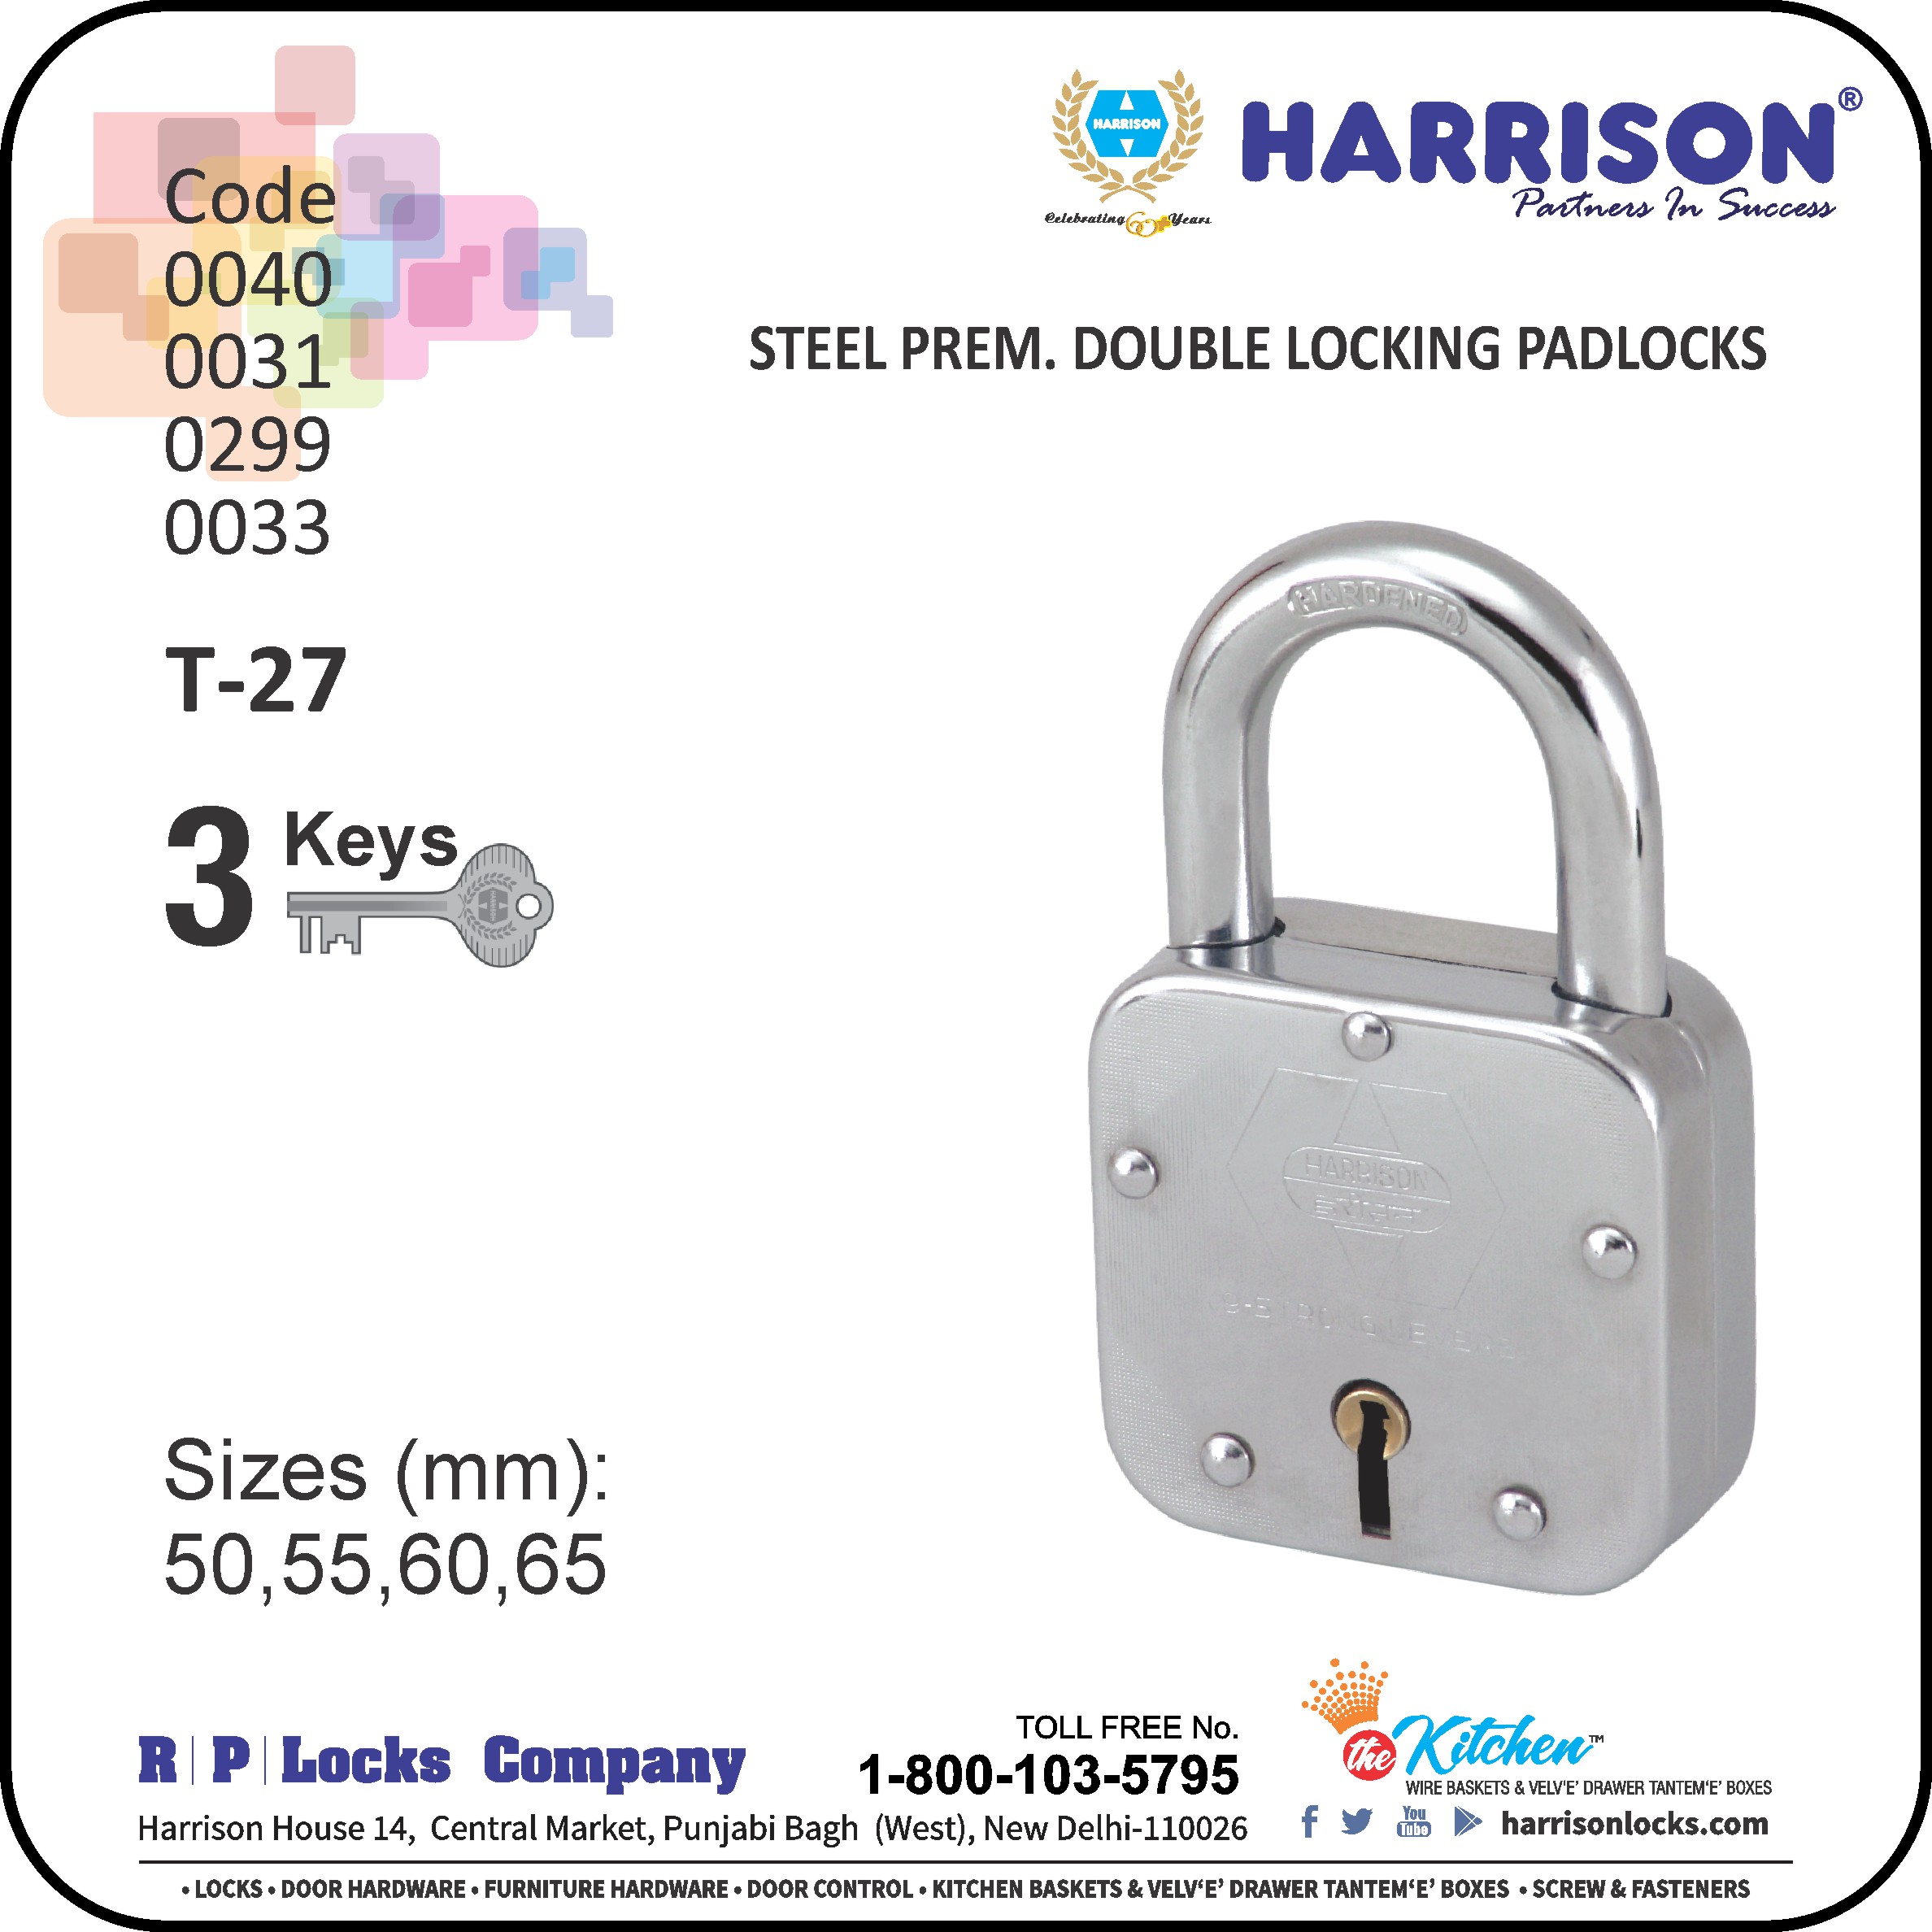 HARRISON
Celebrating 60+ Years
HARRISON®
Partners In Success
Code
0040
0031
0299
0033
STEEL PREM. DOUBLE LOCKING PADLOCKS
T-27
3 Keys
HARRISON
HARDENED
HARRISON
Sizes (mm):
50,55,60,65
R|P|Locks Company
TOLL FREE No.
1-800-103-5795
the Kitchen™
WIRE BASKETS & VELV'E' DRAWER TANTEM'E' BOXES
Harrison House 14, Central Market, Punjabi Bagh (West), New Delhi-110026
You Tube
harrisonlocks.com
• LOCKS • DOOR HARDWARE • FURNITURE HARDWARE • DOOR CONTROL • KITCHEN BASKETS & VELV‘E’ DRAWER TANTEM‘E’ BOXES • SCREW & FASTENERS